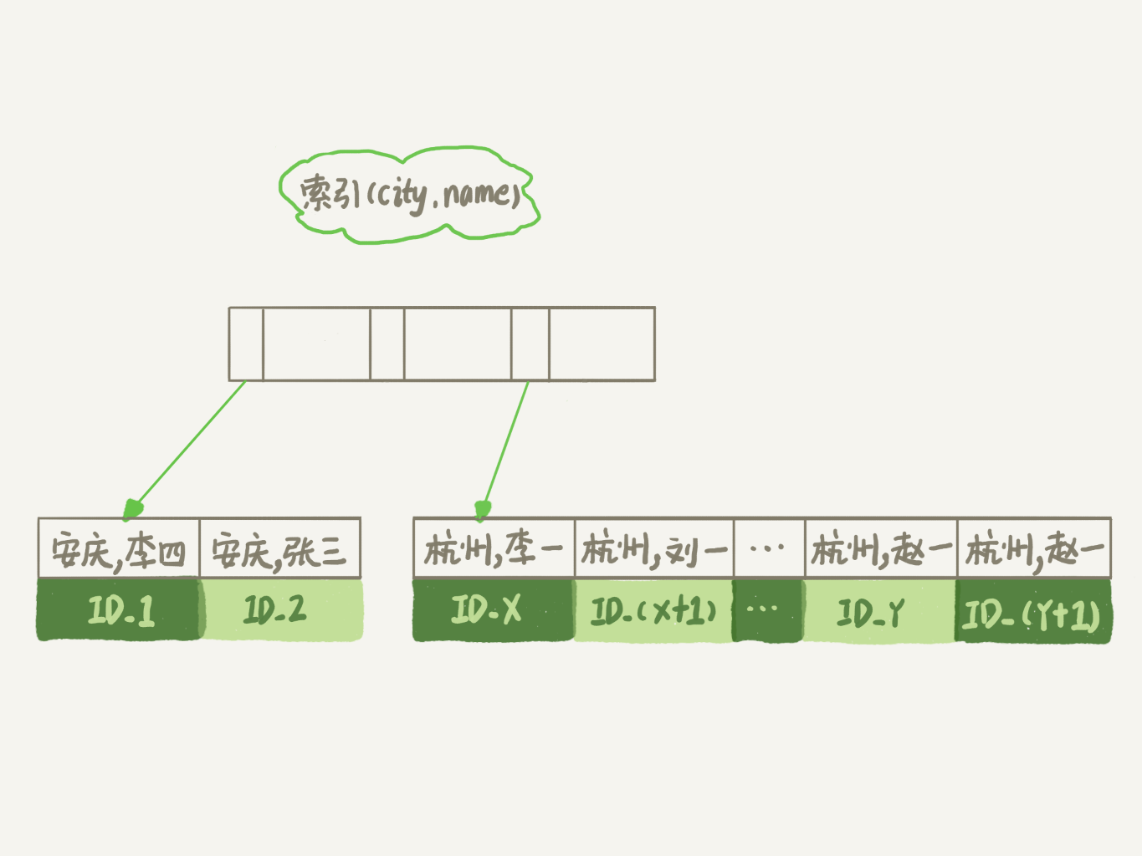 索引(city,name)
安庆,李四 安庆,张三 杭州,李一 杭州,刘一 ... 杭州,赵一 杭州,赵一
ID_1 ID_2 ID_X ID_(X+1) ... ID_Y ID_(Y+1)